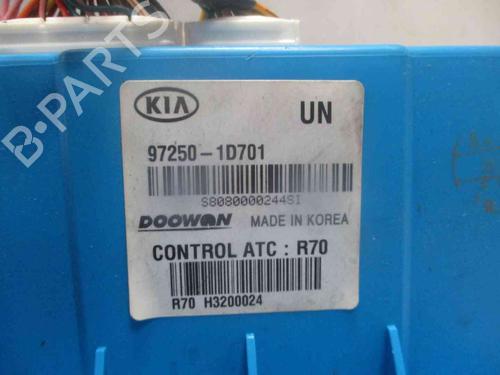 KIA
UN
97250-1D701
S8080000244SI
DOOWON MADE IN KOREA
CONTROL ATC : R70
R70 H3200024
B-PARTS